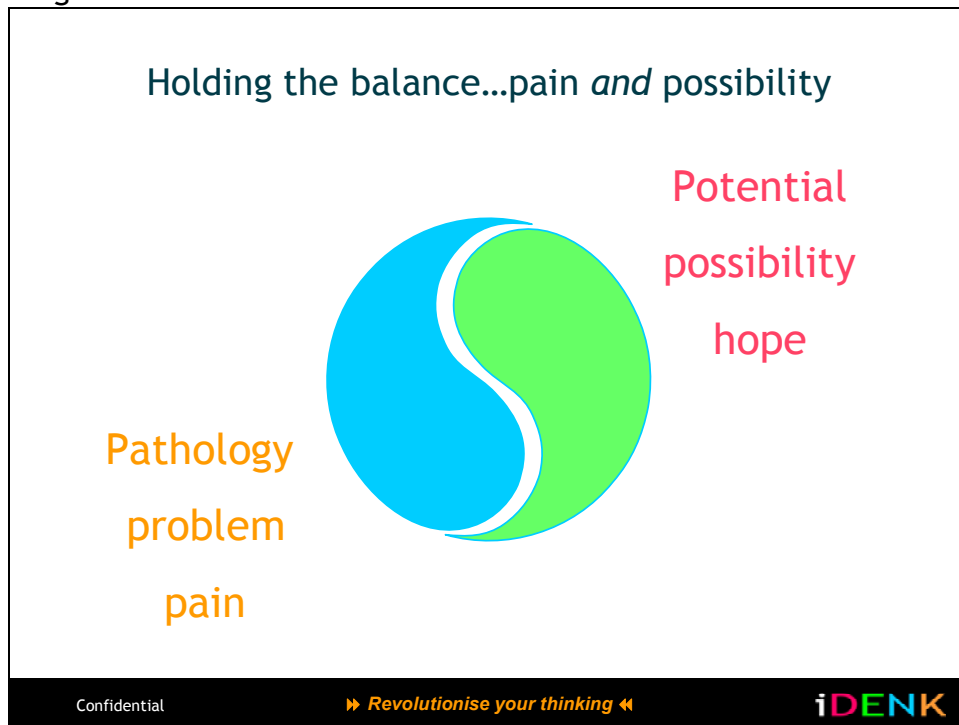 Holding the balance…pain and possibility
Potential
possibility
hope
Pathology
problem
pain
Confidential
Revolutionise your thinking
iDENK